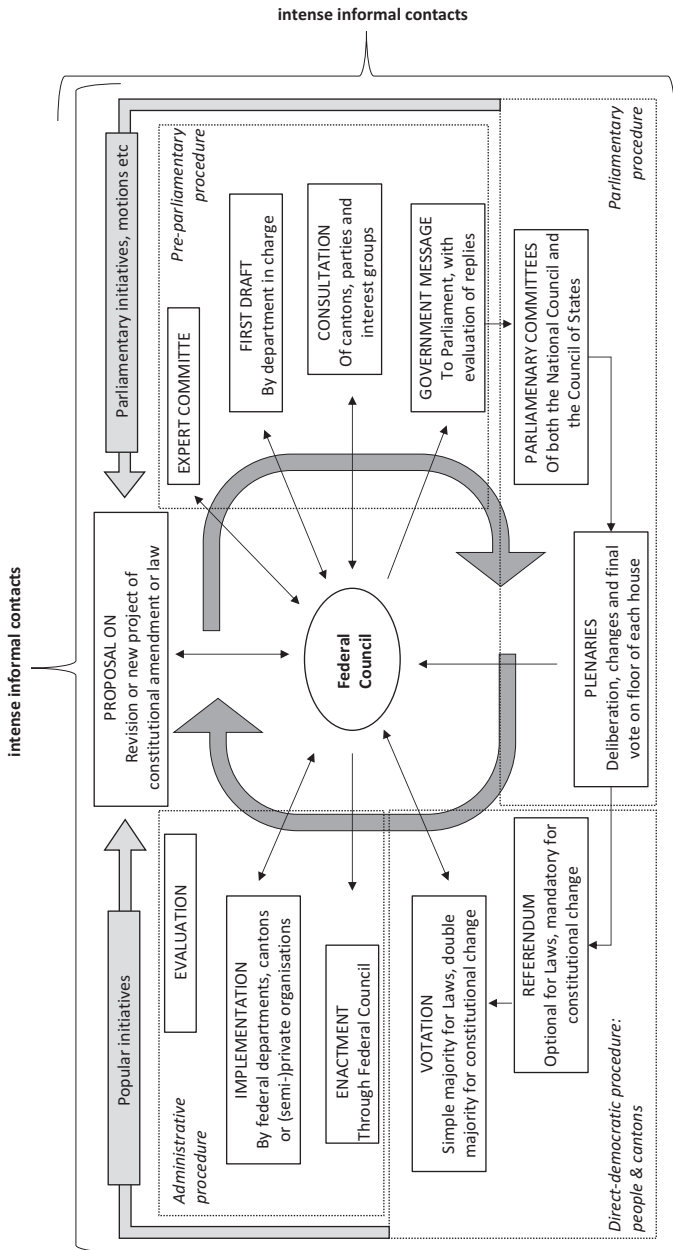 intense informal contacts
intense informal contacts
Popular initiatives
Parliamentary initiatives, motions etc
PROPOSAL ON
Revision or new project of
constitutional amendment or law
Pre-parliamentary
procedure
EXPERT COMMITTE
FIRST DRAFT
By department in charge
CONSULTATION
Of cantons, parties and
interest groups
GOVERNMENT MESSAGE
To Parliament, with
evaluation of replies
Parliamentary
procedure
PARLIAMENARY COMMITTEES
Of both the National Council and
the Council of States
PLENARIES
Deliberation, changes and final
vote on floor of each house
Direct-democratic procedure:
people & cantons
REFERENDUM
Optional for Laws, mandatory for
constitutional change
VOTATION
Simple majority for Laws, double
majority for constitutional change
Administrative
procedure
ENACTMENT
Through Federal Council
IMPLEMENTATION
By federal departments, cantons
or (semi-)private organisations
EVALUATION
Federal
Council